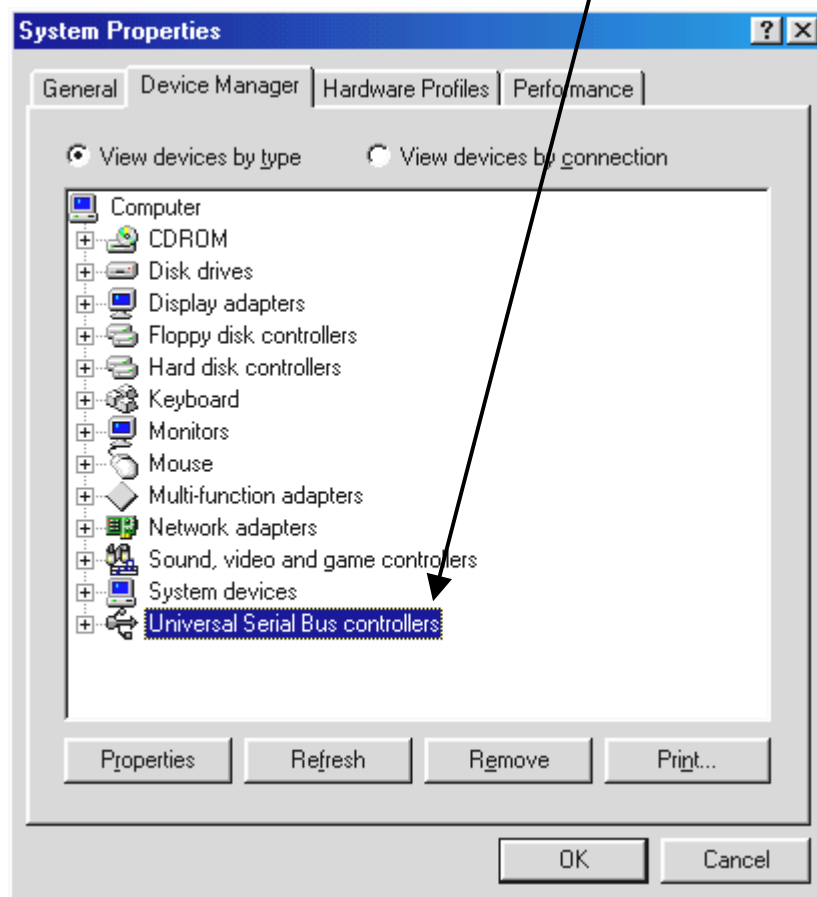 System Properties
General Device Manager Hardware Profiles Performance
View devices by type View devices by connection
Computer
CDROM
Disk drives
Display adapters
Floppy disk controllers
Hard disk controllers
Keyboard
Monitors
Mouse
Multi-function adapters
Network adapters
Sound, video and game controllers
System devices
Universal Serial Bus controllers
Properties Refresh Remove Print...
OK Cancel